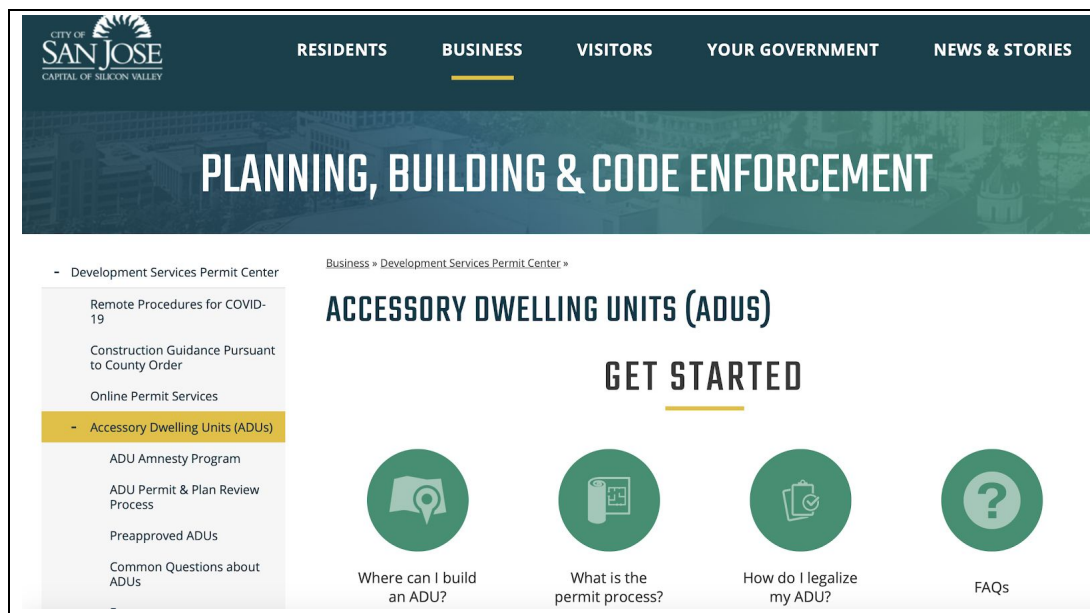 CITY OF
SAN JOSE
CAPITAL OF SILICON VALLEY
RESIDENTS
BUSINESS
VISITORS
YOUR GOVERNMENT
NEWS & STORIES
PLANNING, BUILDING & CODE ENFORCEMENT
- Development Services Permit Center
Remote Procedures for COVID-
19
Construction Guidance Pursuant
to County Order
Online Permit Services
- Accessory Dwelling Units (ADUs)
ADU Amnesty Program
ADU Permit & Plan Review
Process
Preapproved ADUs
Common Questions about
ADUs
Business » Development Services Permit Center »
ACCESSORY DWELLING UNITS (ADUS)
GET STARTED
Where can I build
an ADU?
What is the
permit process?
How do I legalize
my ADU?
?
FAQs